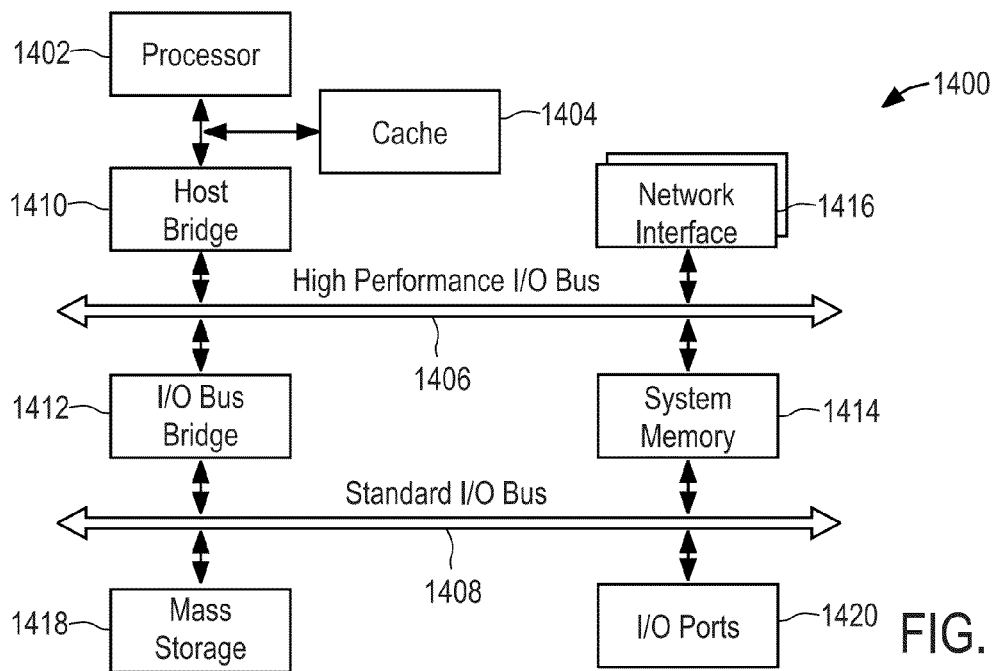 1402
Processor
1400
Cache
1404
1410
Host
Bridge
Network
Interface
1416
High Performance I/O Bus
1406
1412
I/O Bus
Bridge
System
Memory
1414
Standard I/O Bus
1408
1418
Mass
Storage
I/O Ports
1420
FIG.